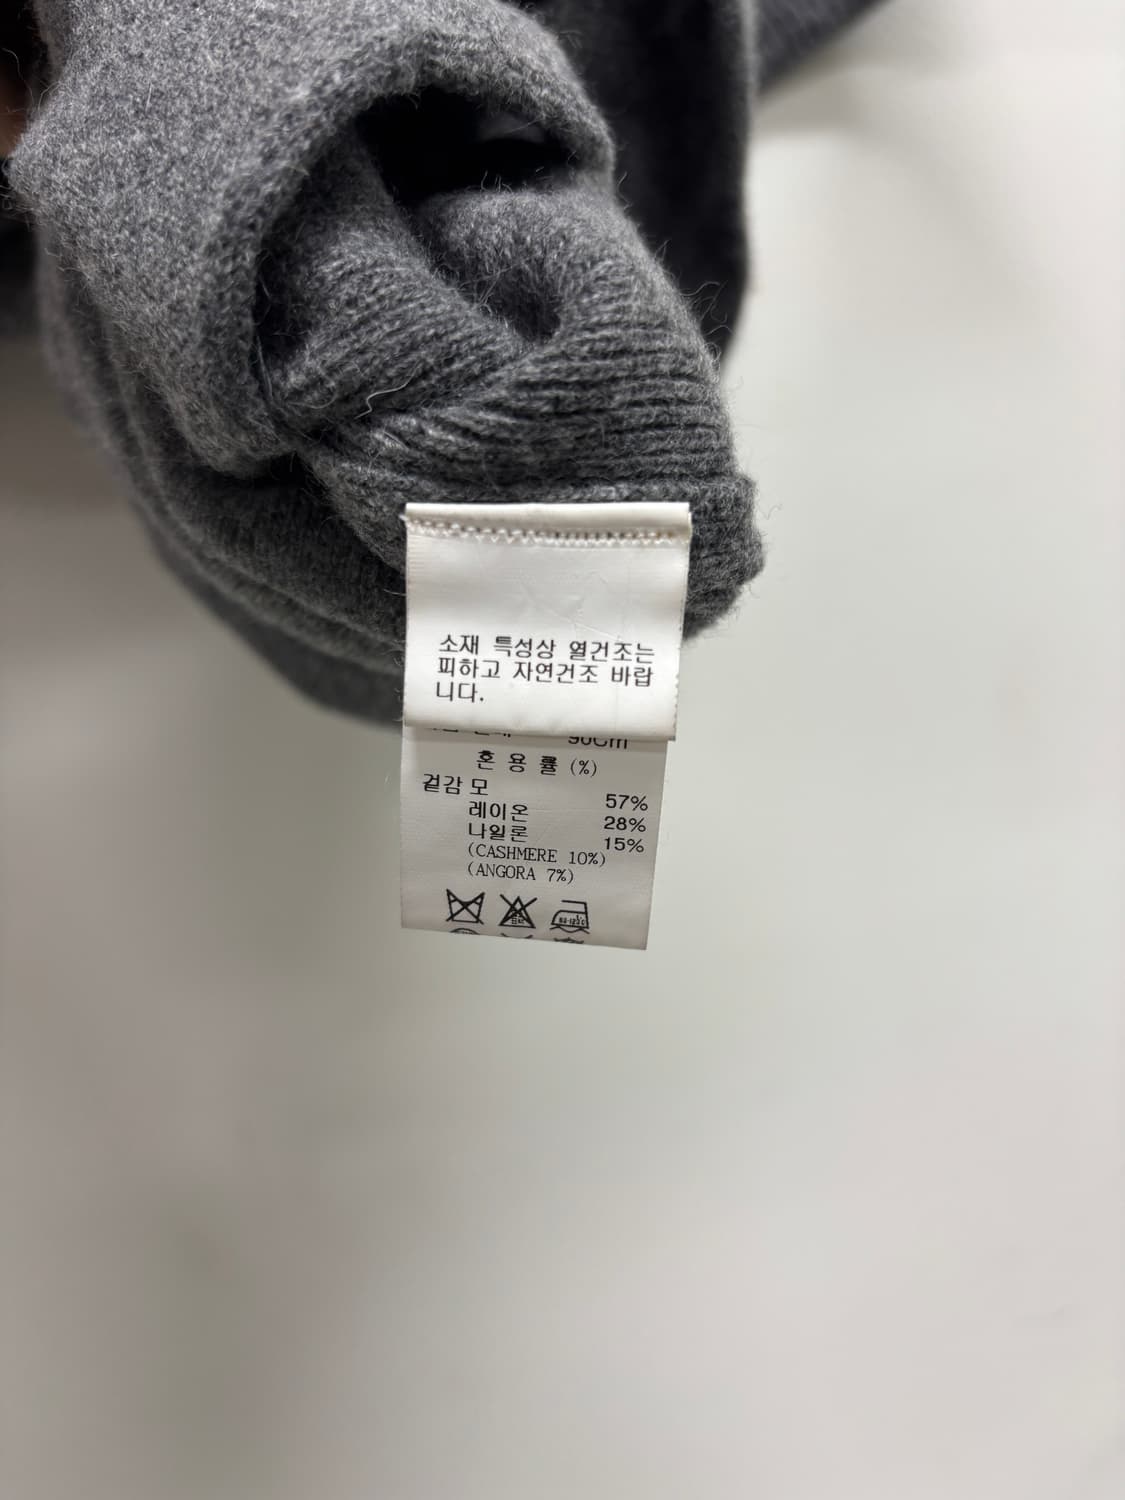 소재 특성상 열건조는
피하고 자연건조 바랍
니다.
90Cm
혼용률 (%)
겉감 모 57%
레이온 28%
나일론 15%
(CASHMERE 10%)
(ANGORA 7%)